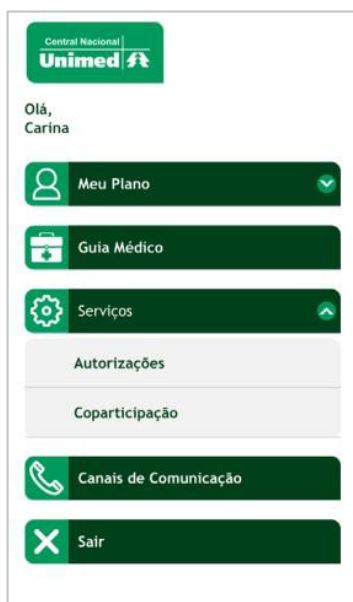 Central Nacional
Unimed
Olá,
Carina
Meu Plano
Guia Médico
Serviços
Autorizações
Coparticipação
Canais de Comunicação
Sair